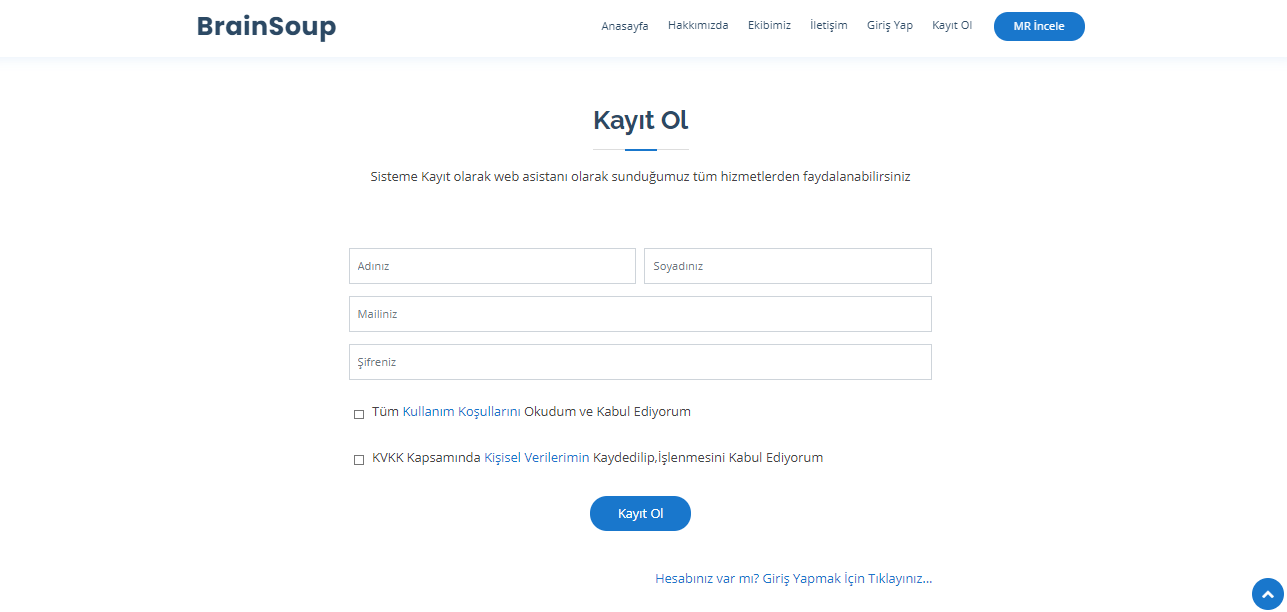 BrainSoup
Anasayfa Hakkımızda Ekibimiz İletişim Giriş Yap Kayıt Ol MR İncele
Kayıt Ol
Sisteme Kayıt olarak web asistanı olarak sunduğumuz tüm hizmetlerden faydalanabilirsiniz
Adınız Soyadınız
Mailiniz
Şifreniz
Tüm Kullanım Koşullarını Okudum ve Kabul Ediyorum
KVKK Kapsamında Kişisel Verilerimin Kaydedilip,İşlenmesini Kabul Ediyorum
Kayıt Ol
Hesabınız var mı? Giriş Yapmak İçin Tıklayınız...